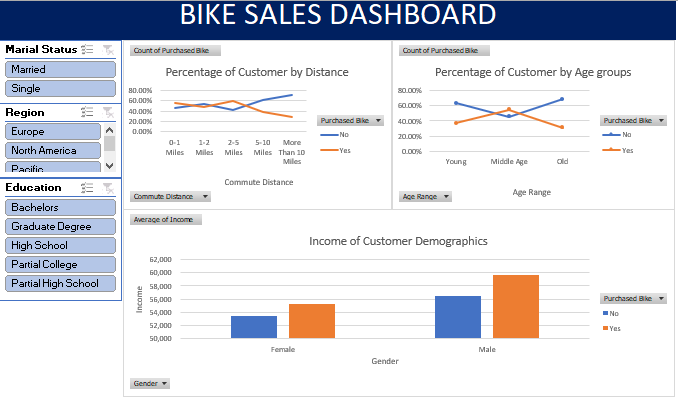 BIKE SALES DASHBOARD
Marial Status
Married
Single
Region
Europe
North America
Pacific
Education
Bachelors
Graduate Degree
High School
Partial College
Partial High School
Count of Purchased Bike
Percentage of Customer by Distance
80.00%
60.00%
40.00%
20.00%
0.00%
0-1 Miles
1-2 Miles
2-5 Miles
5-10 Miles
More Than 10 Miles
Commute Distance
Purchased Bike
No
Yes
Commute Distance
Count of Purchased Bike
Percentage of Customer by Age groups
80.00%
60.00%
40.00%
20.00%
0.00%
Young
Middle Age
Old
Age Range
Purchased Bike
No
Yes
Age Range
Average of Income
Income of Customer Demographics
62,000
60,000
58,000
56,000
54,000
52,000
50,000
Income
Female
Male
Gender
Purchased Bike
No
Yes
Gender